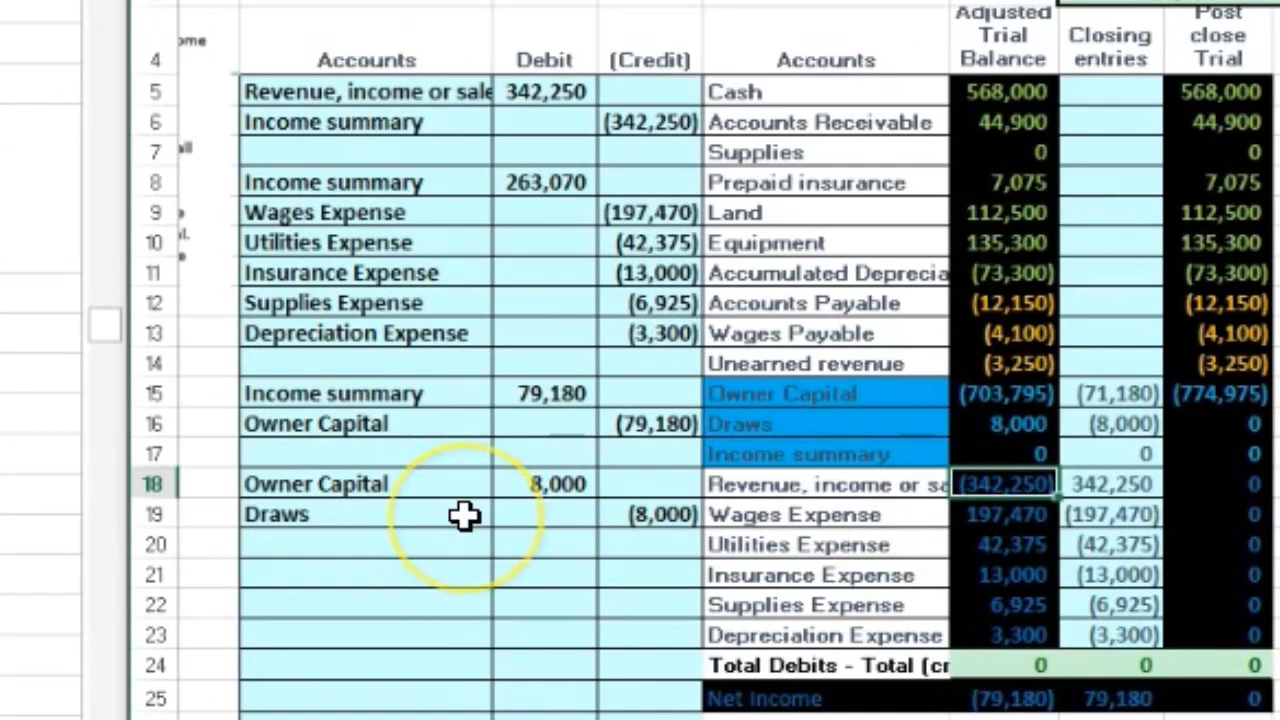 ome
Adjusted Trial Balance
Post close Trial
4 Accounts Debit (Credit) Accounts Closing entries
5 Revenue, income or sale 342,250 Cash 568,000 568,000
6 Income summary (342,250) Accounts Receivable 44,900 44,900
7 Supplies 0 0
8 Income summary 263,070 Prepaid insurance 7,075 7,075
9 Wages Expense (197,470) Land 112,500 112,500
10 Utilities Expense (42,375) Equipment 135,300 135,300
11 Insurance Expense (13,000) Accumulated Deprecia (73,300) (73,300)
12 Supplies Expense (6,925) Accounts Payable (12,150) (12,150)
13 Depreciation Expense (3,300) Wages Payable (4,100) (4,100)
14 Unearned revenue (3,250) (3,250)
15 Income summary 79,180 Owner Capital (703,795) (71,180) (774,975)
16 Owner Capital (79,180) Draws 8,000 (8,000) 0
17 Income summary 0 0 0
18 Owner Capital 8,000 Revenue, income or sa (342,250) 342,250 0
19 Draws (8,000) Wages Expense 197,470 (197,470) 0
20 Utilities Expense 42,375 (42,375) 0
21 Insurance Expense 13,000 (13,000) 0
22 Supplies Expense 6,925 (6,925) 0
23 Depreciation Expense 3,300 (3,300) 0
24 Total Debits - Total (cr 0 0 0
25 Net Income (79,180) 79,180 0